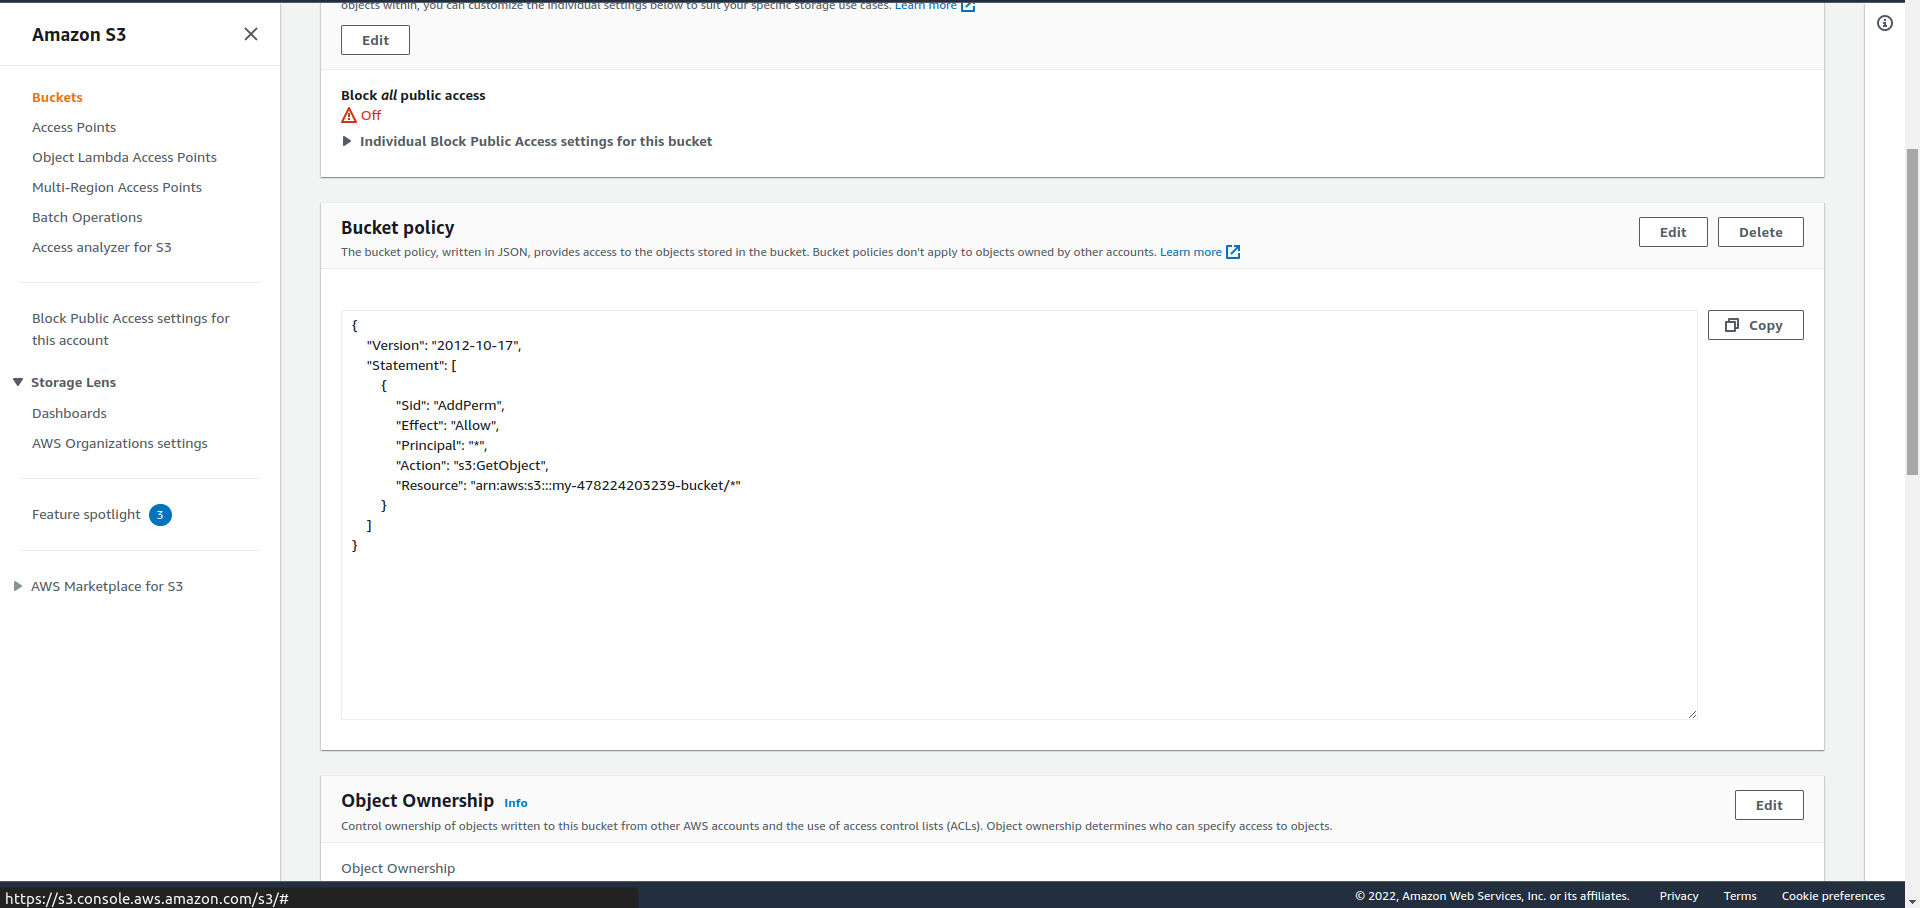 Amazon S3
Buckets
Access Points
Object Lambda Access Points
Multi-Region Access Points
Batch Operations
Access analyzer for S3
Block Public Access settings for
this account
Storage Lens
Dashboards
AWS Organizations settings
Feature spotlight 3
AWS Marketplace for S3
objects within, you can customize the individual settings below to suit your specific storage use cases. Learn more
Edit
Block all public access
Off
Individual Block Public Access settings for this bucket
Bucket policy
Edit
Delete
The bucket policy, written in JSON, provides access to the objects stored in the bucket. Bucket policies don't apply to objects owned by other accounts. Learn more
Copy
{
"Version": "2012-10-17",
"Statement": [
{
"Sid": "AddPerm",
"Effect": "Allow",
"Principal": "*",
"Action": "s3:GetObject",
"Resource": "arn:aws:s3:::my-478224203239-bucket/*"
}
]
}
Object Ownership Info
Edit
Control ownership of objects written to this bucket from other AWS accounts and the use of access control lists (ACLs). Object ownership determines who can specify access to objects.
Object Ownership
https://s3.console.aws.amazon.com/s3/#
© 2022, Amazon Web Services, Inc. or its affiliates. Privacy Terms Cookie preferences